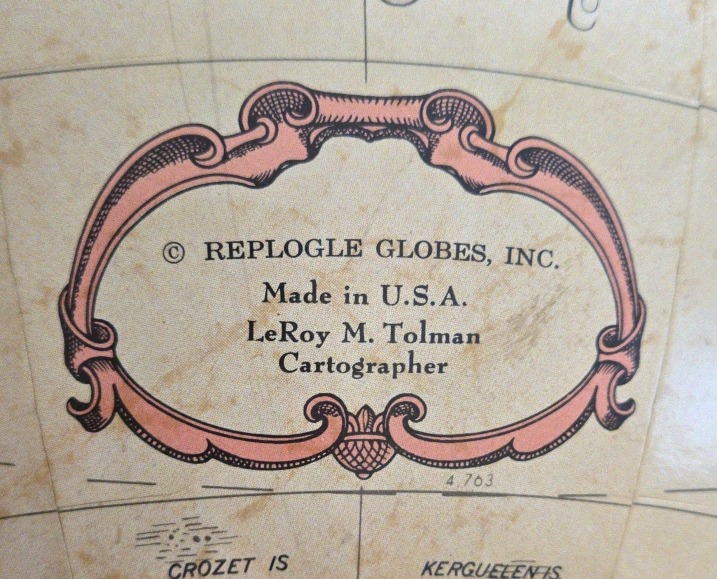 © REPLOGLE GLOBES, INC.
Made in U.S.A.
LeRoy M. Tolman
Cartographer
4.763
CROZET IS
KERGUELEN IS